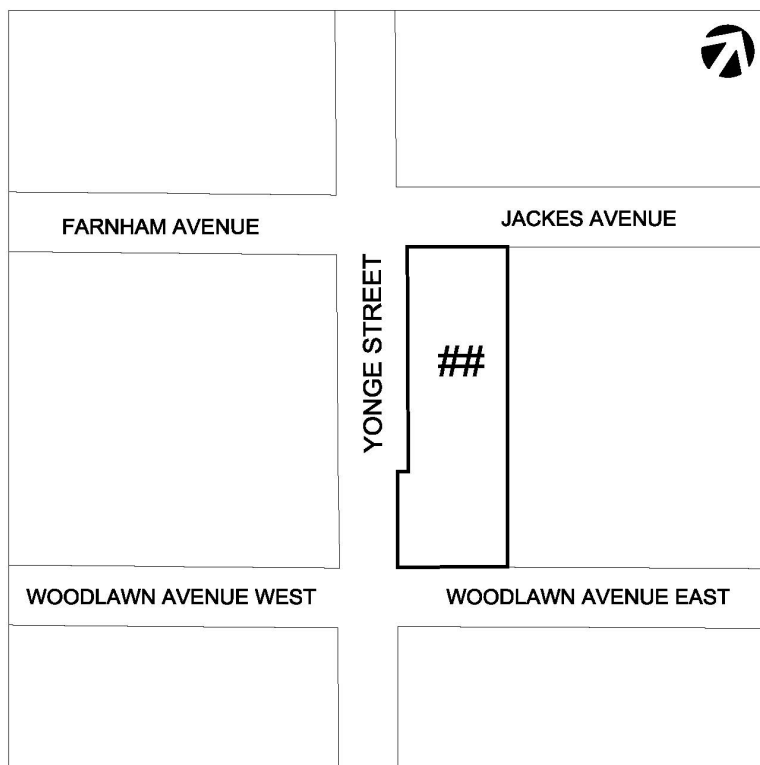 FARNHAM AVENUE
JACKES AVENUE
YONGE STREET
##
WOODLAWN AVENUE WEST
WOODLAWN AVENUE EAST